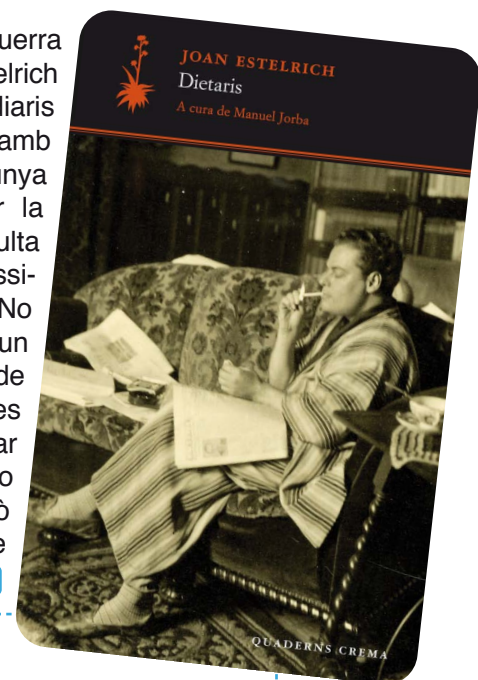 uerra
elrich
liaris
amb
unya
r la
ulta
ssi-
No
un
de
es
ar
o
ò
e
JOAN ESTELRICH
Dietaris
A cura de Manuel Jorba
QUADERNS CREMA